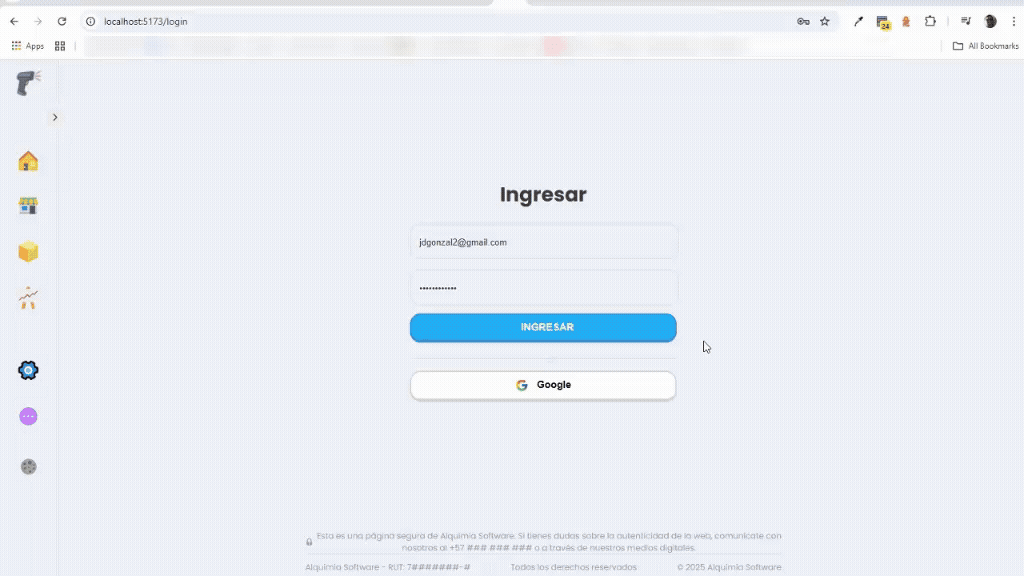 localhost:5173/login
24
Apps
All Bookmarks
Ingresar
jdgonzal2@gmail.com
••••••••••••
INGRESAR
Google
Esta es una página segura de Alquimia Software. Si tienes dudas sobre la autenticidad de la web, comunícate con
nosotros al +57 ### ### ### o a través de nuestros medios digitales.
Alquimia Software - RUT: 7#######-#
Todos los derechos reservados
© 2025 Alquimia Software